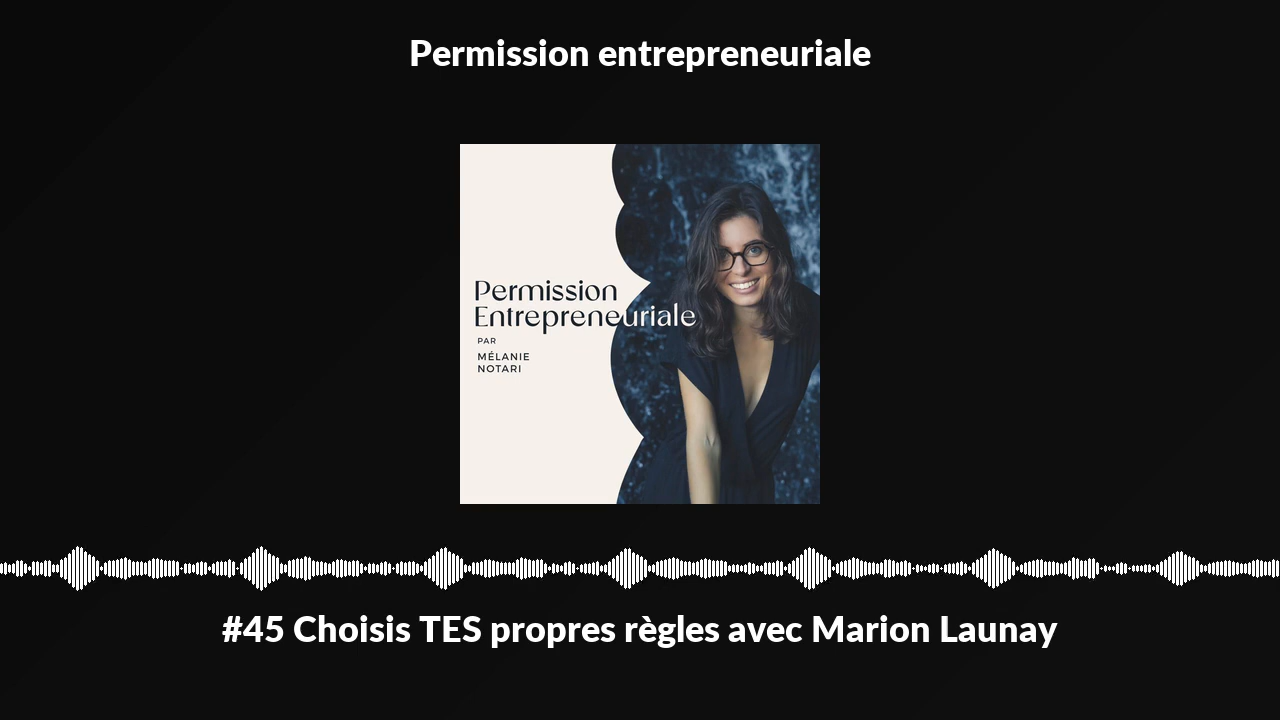 Permission entrepreneuriale
Permission
Entrepreneuriale
PAR
MÉLANIE
NOTARI
#45 Choisis TES propres règles avec Marion Launay